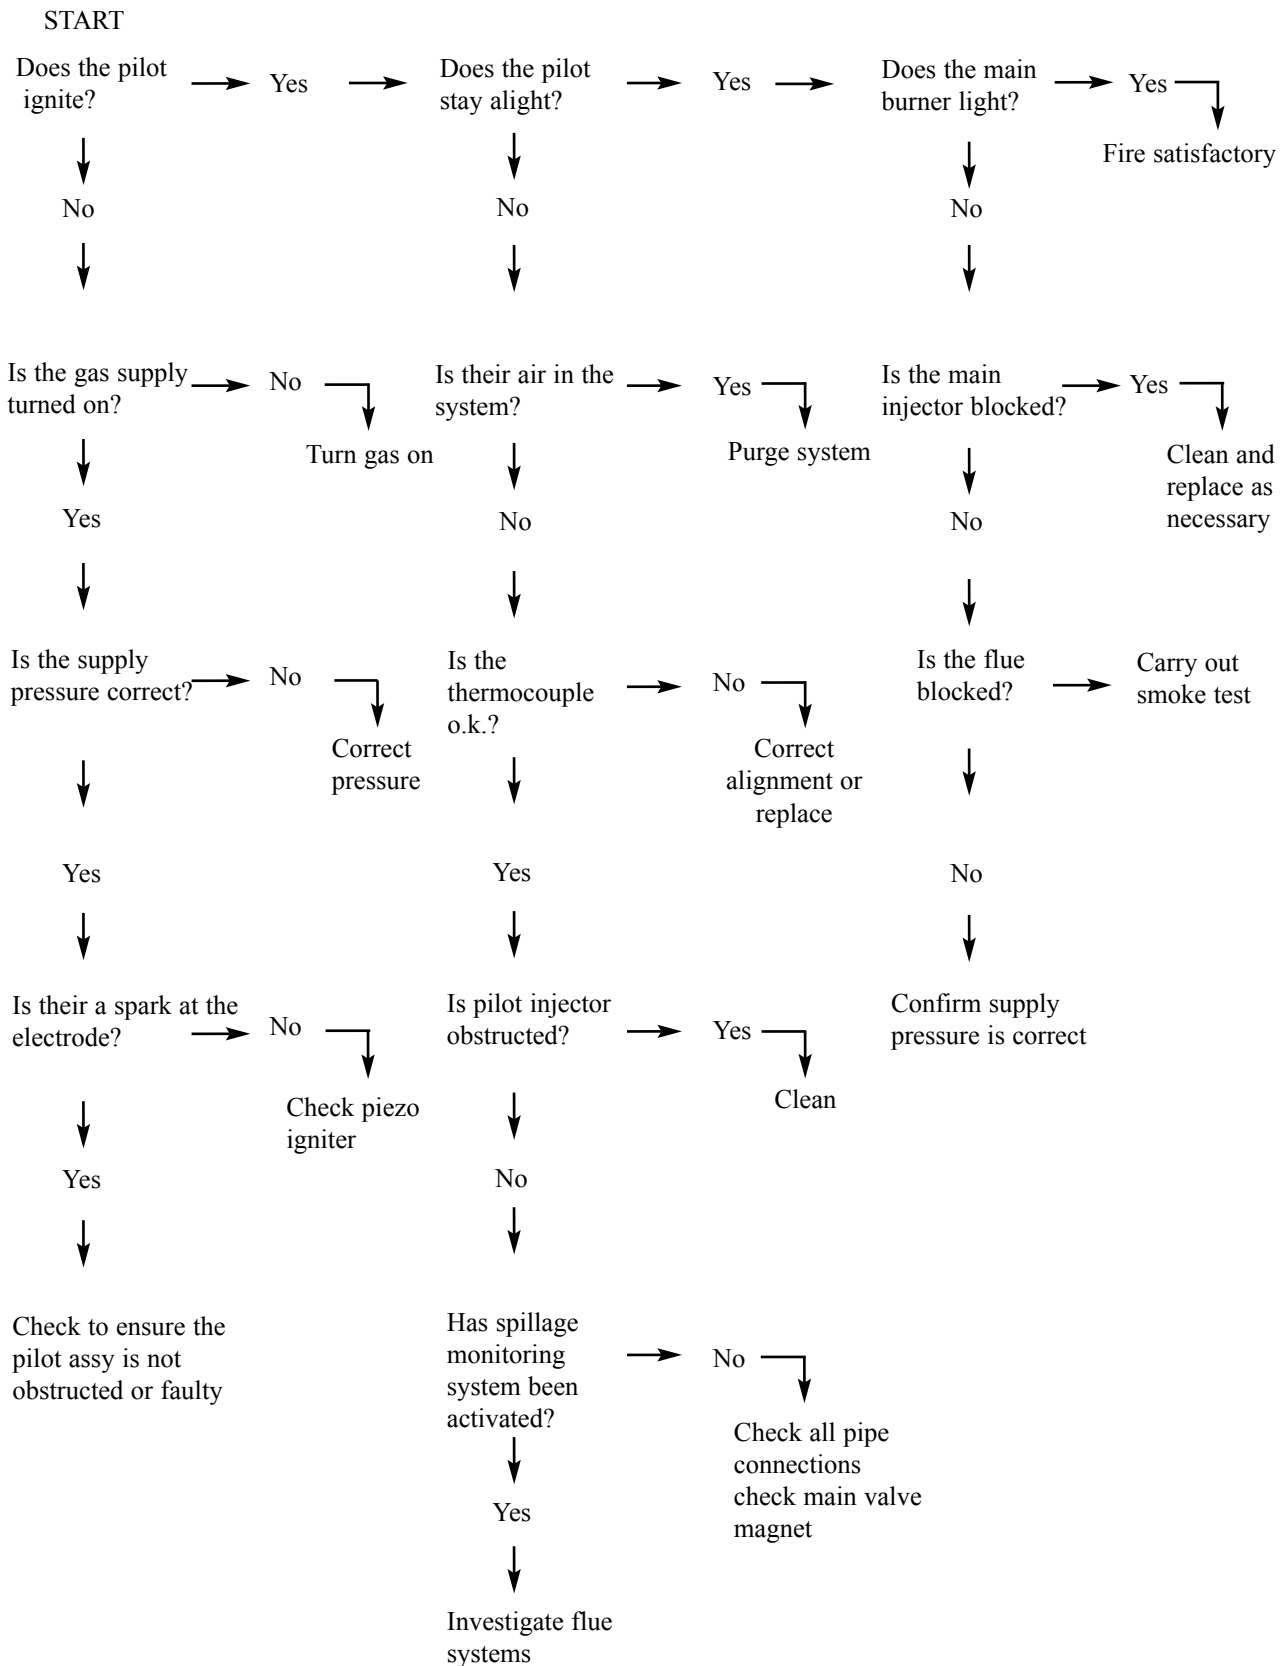 START
Does the pilot
ignite?
Yes
Does the pilot
stay alight?
Yes
Does the main
burner light?
Yes
Fire satisfactory
No
No
No
Is the gas supply
turned on?
No
Turn gas on
Is their air in the
system?
Yes
Purge system
Is the main
injector blocked?
Yes
Clean and
replace as
necessary
Yes
No
No
Is the supply
pressure correct?
No
Correct
pressure
Is the
thermocouple
o.k.?
No
Correct
alignment or
replace
Is the flue
blocked?
Carry out
smoke test
Yes
Yes
No
Is their a spark at the
electrode?
No
Check piezo
igniter
Is pilot injector
obstructed?
Yes
Clean
Confirm supply
pressure is correct
Yes
No
Check to ensure the
pilot assy is not
obstructed or faulty
Has spillage
monitoring
system been
activated?
No
Check all pipe
connections
check main valve
magnet
Yes
Investigate flue
systems